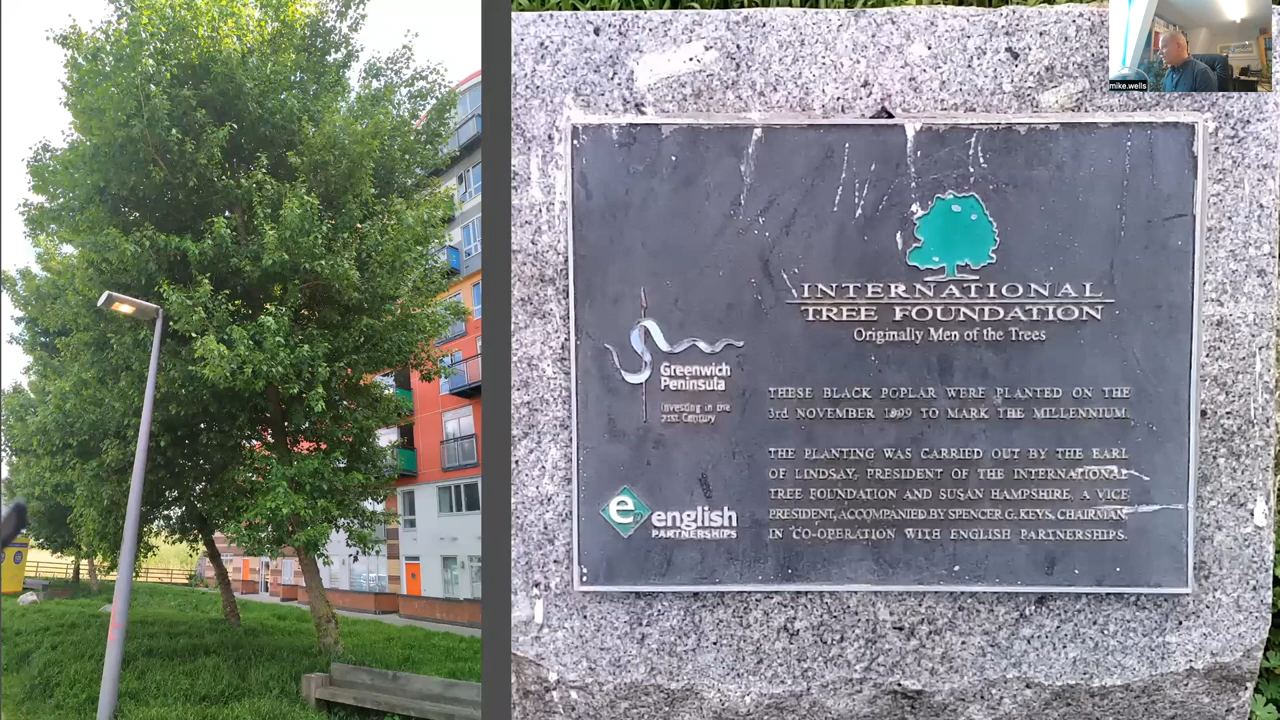 mike.wells
INTERNATIONAL
TREE FOUNDATION
Originally Men of the Trees
Greenwich
Peninsula
Investing in the
21st Century
THESE BLACK POPLAR WERE PLANTED ON THE
3rd NOVEMBER 1899 TO MARK THE MILLENNIUM.
THE PLANTING WAS CARRIED OUT BY THE EARL
OF LINDSAY, PRESIDENT OF THE INTERNATIONAL
TREE FOUNDATION AND SUSAN HAMPSHIRE, A VICE
PRESIDENT, ACCOMPANIED BY SPENCER G. KEYS, CHAIRMAN
IN CO-OPERATION WITH ENGLISH PARTNERSHIPS.
ep english
PARTNERSHIPS